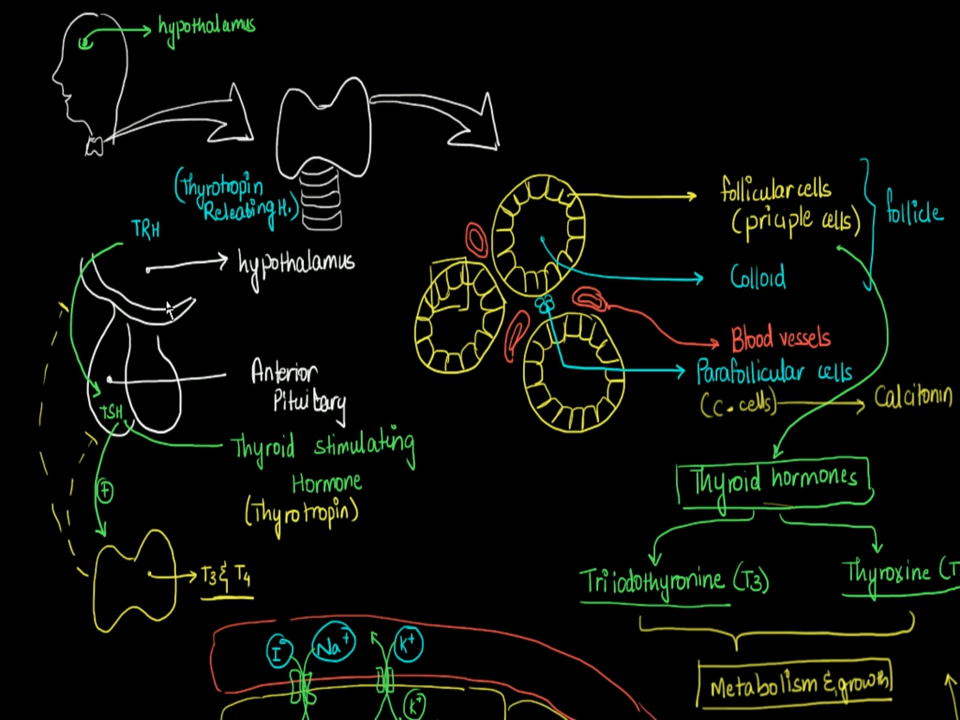 hypothalamus
(Thyrotropin
Releating H.)
TRH
hypothalamus
Anterior
Pituitary
TSH
Thyroid stimulating
Hormone
(Thyrotropin)
+
T3 & T4
follicular cells
(priciple cells)
follicle
Colloid
Blood vessels
Parafollicular cells
(c. cells)
Calcitonin
Thyroid hormones
Triiodothyronine (T3)
Thyroxine (T
Metabolism & growth
I-
Na+
K+
K+